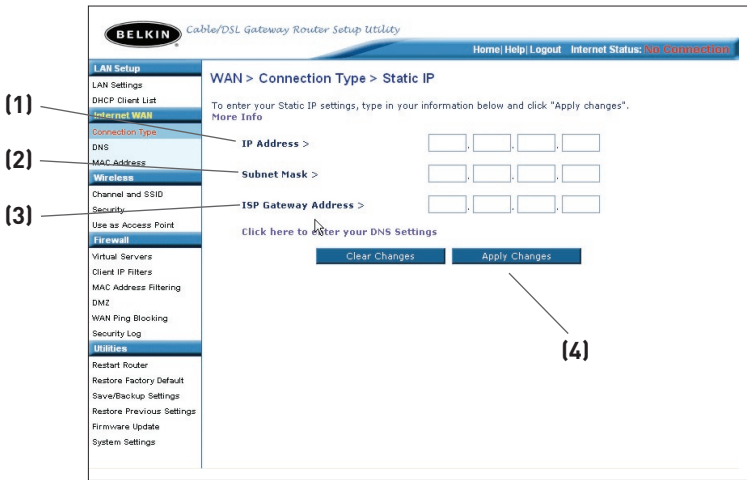 BELKIN
Cable/DSL Gateway Router Setup Utility
Home| Help| Logout Internet Status: No Connection
LAN Setup
LAN Settings
DHCP Client List
Internet WAN
Connection Type
DNS
MAC Address
Wireless
Channel and SSID
Security
Use as Access Point
Firewall
Virtual Servers
Client IP Filters
MAC Address Filtering
DMZ
WAN Ping Blocking
Security Log
Utilities
Restart Router
Restore Factory Default
Save/Backup Settings
Restore Previous Settings
Firmware Update
System Settings
WAN > Connection Type > Static IP
To enter your Static IP settings, type in your information below and click "Apply changes".
More Info
(1)
IP Address >
. . .
(2)
Subnet Mask >
. . .
(3)
ISP Gateway Address >
. . .
Click here to enter your DNS Settings
Clear Changes Apply Changes
(4)